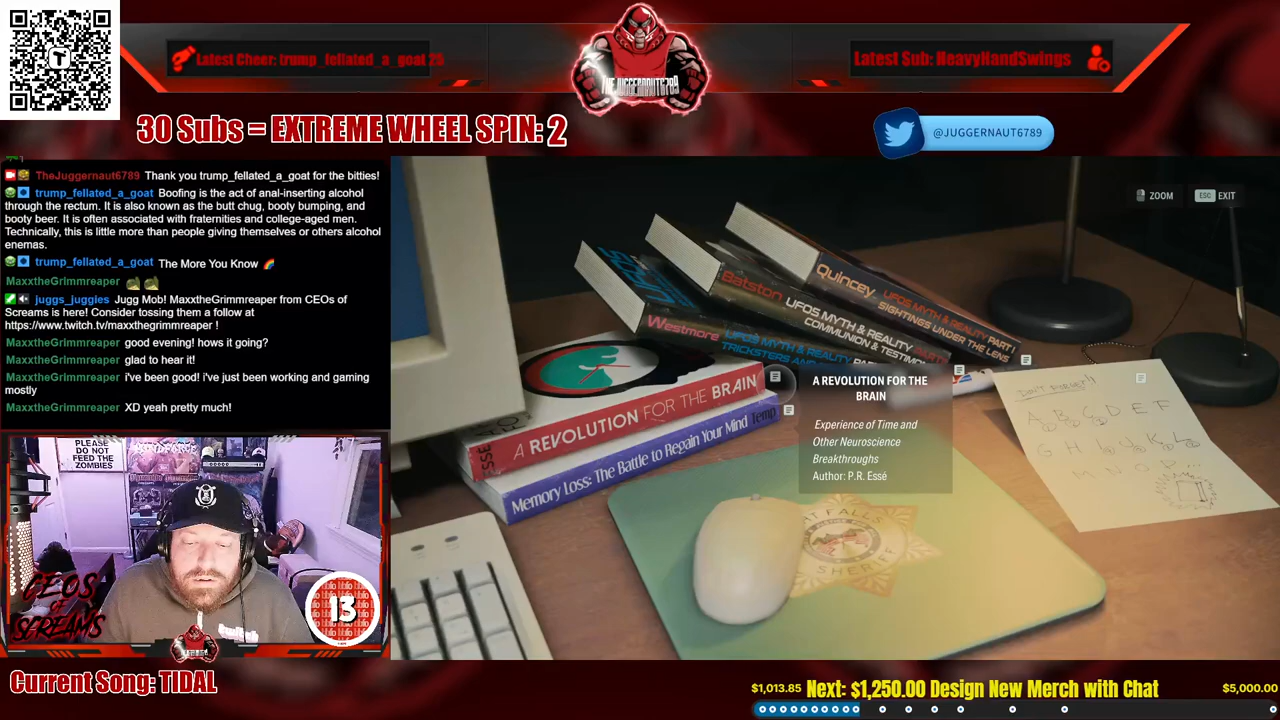 Latest Cheer: trump_fellated_a_goat 25
THEJUGGERNAUT6789
Latest Sub: HeavyHandSwings
30 Subs = EXTREME WHEEL SPIN: 2
@JUGGERNAUT6789
TheJuggernaut6789 Thank you trump_fellated_a_goat for the bitties!
trump_fellated_a_goat Boofing is the act of anal-inserting alcohol
through the rectum. It is also known as the butt chug, booty bumping, and
booty beer. It is often associated with fraternities and college-aged men.
Technically, this is little more than people giving themselves or others alcohol
enemas.
trump_fellated_a_goat The More You Know
MaxxtheGrimmreaper
juggs_juggies Jugg Mob! MaxxtheGrimmreaper from CEOs of
Screams is here! Consider tossing them a follow at
https://www.twitch.tv/maxxthegrimmreaper !
MaxxtheGrimmreaper good evening! hows it going?
MaxxtheGrimmreaper glad to hear it!
MaxxtheGrimmreaper i've been good! i've just been working and gaming
mostly
MaxxtheGrimmreaper XD yeah pretty much!
ZOOM
ESC EXIT
Quincey UFOS MYTH & REALITY PART I
SIGHTINGS UNDER THE LENS
Batston UFOS MYTH & REALITY PART
COMMUNION & TESTIMONY
Westmore UFOS MYTH & REALITY
TRICKSTERS AND
ESSÉ A REVOLUTION FOR THE BRAIN
Memory Loss: The Battle to Regain Your Mind Temp
A REVOLUTION FOR THE
BRAIN
Experience of Time and
Other Neuroscience
Breakthroughs
Author: P.R. Essé
DON'T FORGET!!
A B C D E F
G H I J K L
M N O P
HT FALLS
SHERIFF
PLEASE
DO NOT
FEED THE
ZOMBIES
CEOS
OF
SCREAMS
13
Current Song: TIDAL
$1,013.85 Next: $1,250.00 Design New Merch with Chat $5,000.00